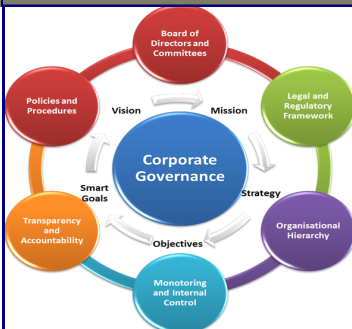 Board of
Directors and
Committees
Policies and
Procedures
Vision
Mission
Legal and
Regulatory
Framework
Corporate
Governance
Smart
Goals
Strategy
Transparency
and
Accountability
Organisational
Hierarchy
Objectives
Monotoring
and Internal
Control